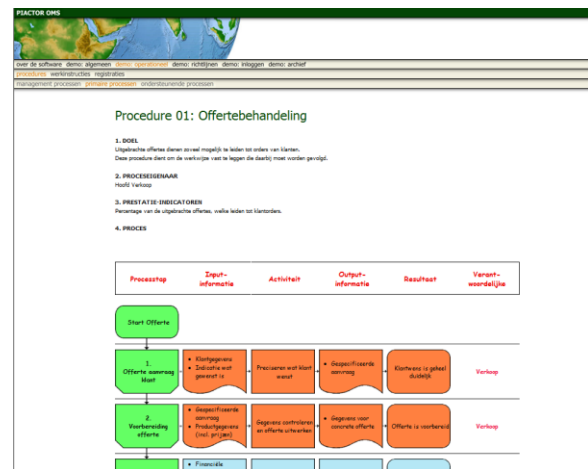 PIACTOR OMS
over de software demo: algemeen demo: operationeel demo: richtlijnen demo: inloggen demo: archief
procedures werkinstructies registraties
management processen primaire processen ondersteunende processen
Procedure 01: Offertebehandeling
1. DOEL
Uitgebrachte offertes dienen zoveel mogelijk te leiden tot orders van klanten.
Deze procedure dient om de werkwijze vast te leggen die daarbij moet worden gevolgd.
2. PROCESEIGENAAR
Hoofd Verkoop
3. PRESTATIE-INDICATOREN
Percentage van de uitgebrachte offertes, welke leiden tot klantorders.
4. PROCES
Processtap
Input-
informatie
Activiteit
Output-
informatie
Resultaat
Verant-
woordelijke
Start Offerte
1.
Offerte aanvraag
klant
• Klantgegevens
• Indicatie wat
gewenst is
Preciseren wat klant
wenst
• Gespecificeerde
aanvraag
Klantwens is geheel
duidelijk
Verkoop
2.
Voorbereiding
offerte
• Gespecificeerde
aanvraag
• Productgegevens
(incl. prijzen)
Gegevens controleren
en offerte uitwerken
• Gegevens voor
concrete offerte
Offerte is voorbereid
Verkoop
• Financiële